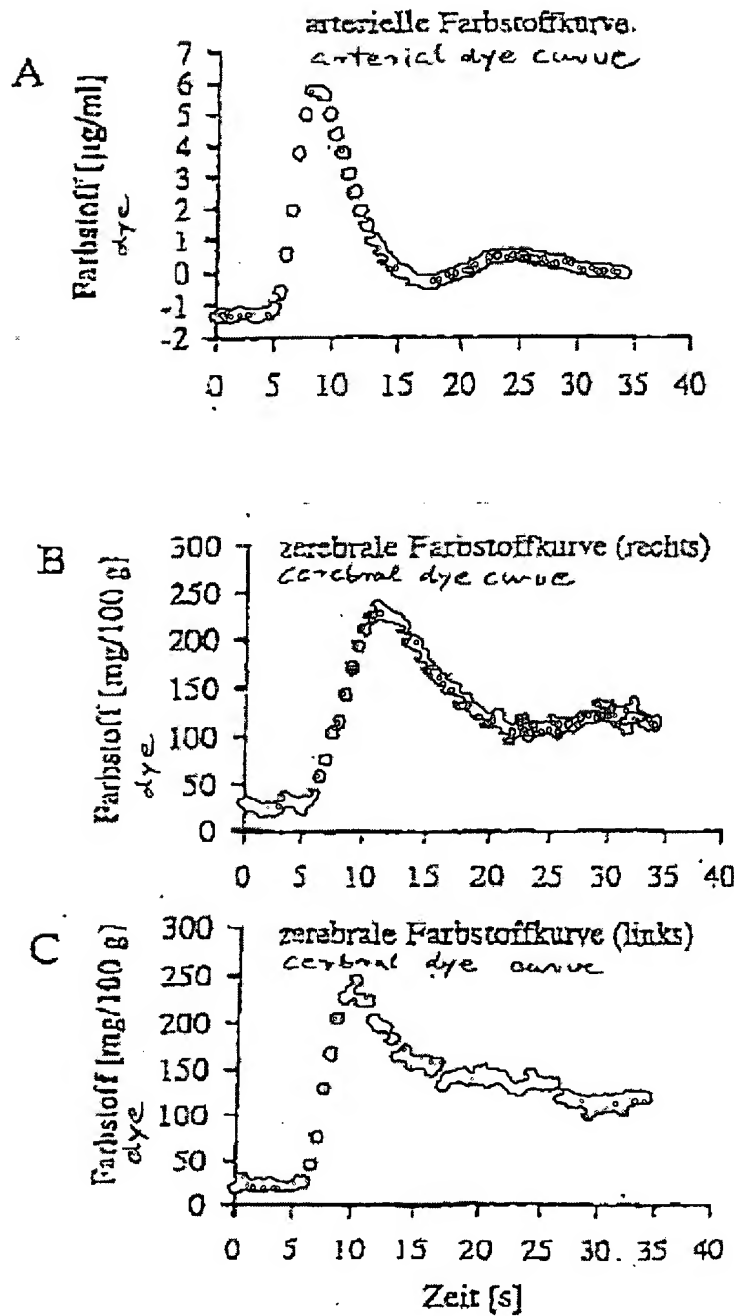 A
arterielle Farbstoffkurve.
arterial dye curve
Farbstoff [µg/ml]
dye
7
6
5
4
3
2
1
0
-1
-2
0 5 10 15 20 25 30 35 40
B
zerebrale Farbstoffkurve (rechts)
cerebral dye curve
Farbstoff [mg/100 g]
dye
300
250
200
150
100
50
0
0 5 10 15 20 25 30 35 40
C
zerebrale Farbstoffkurve (links)
cerbral dye curve
Farbstoff [mg/100 g]
dye
300
250
200
150
100
50
0
0 5 10 15 20 25 30. 35 40
Zeit [s]